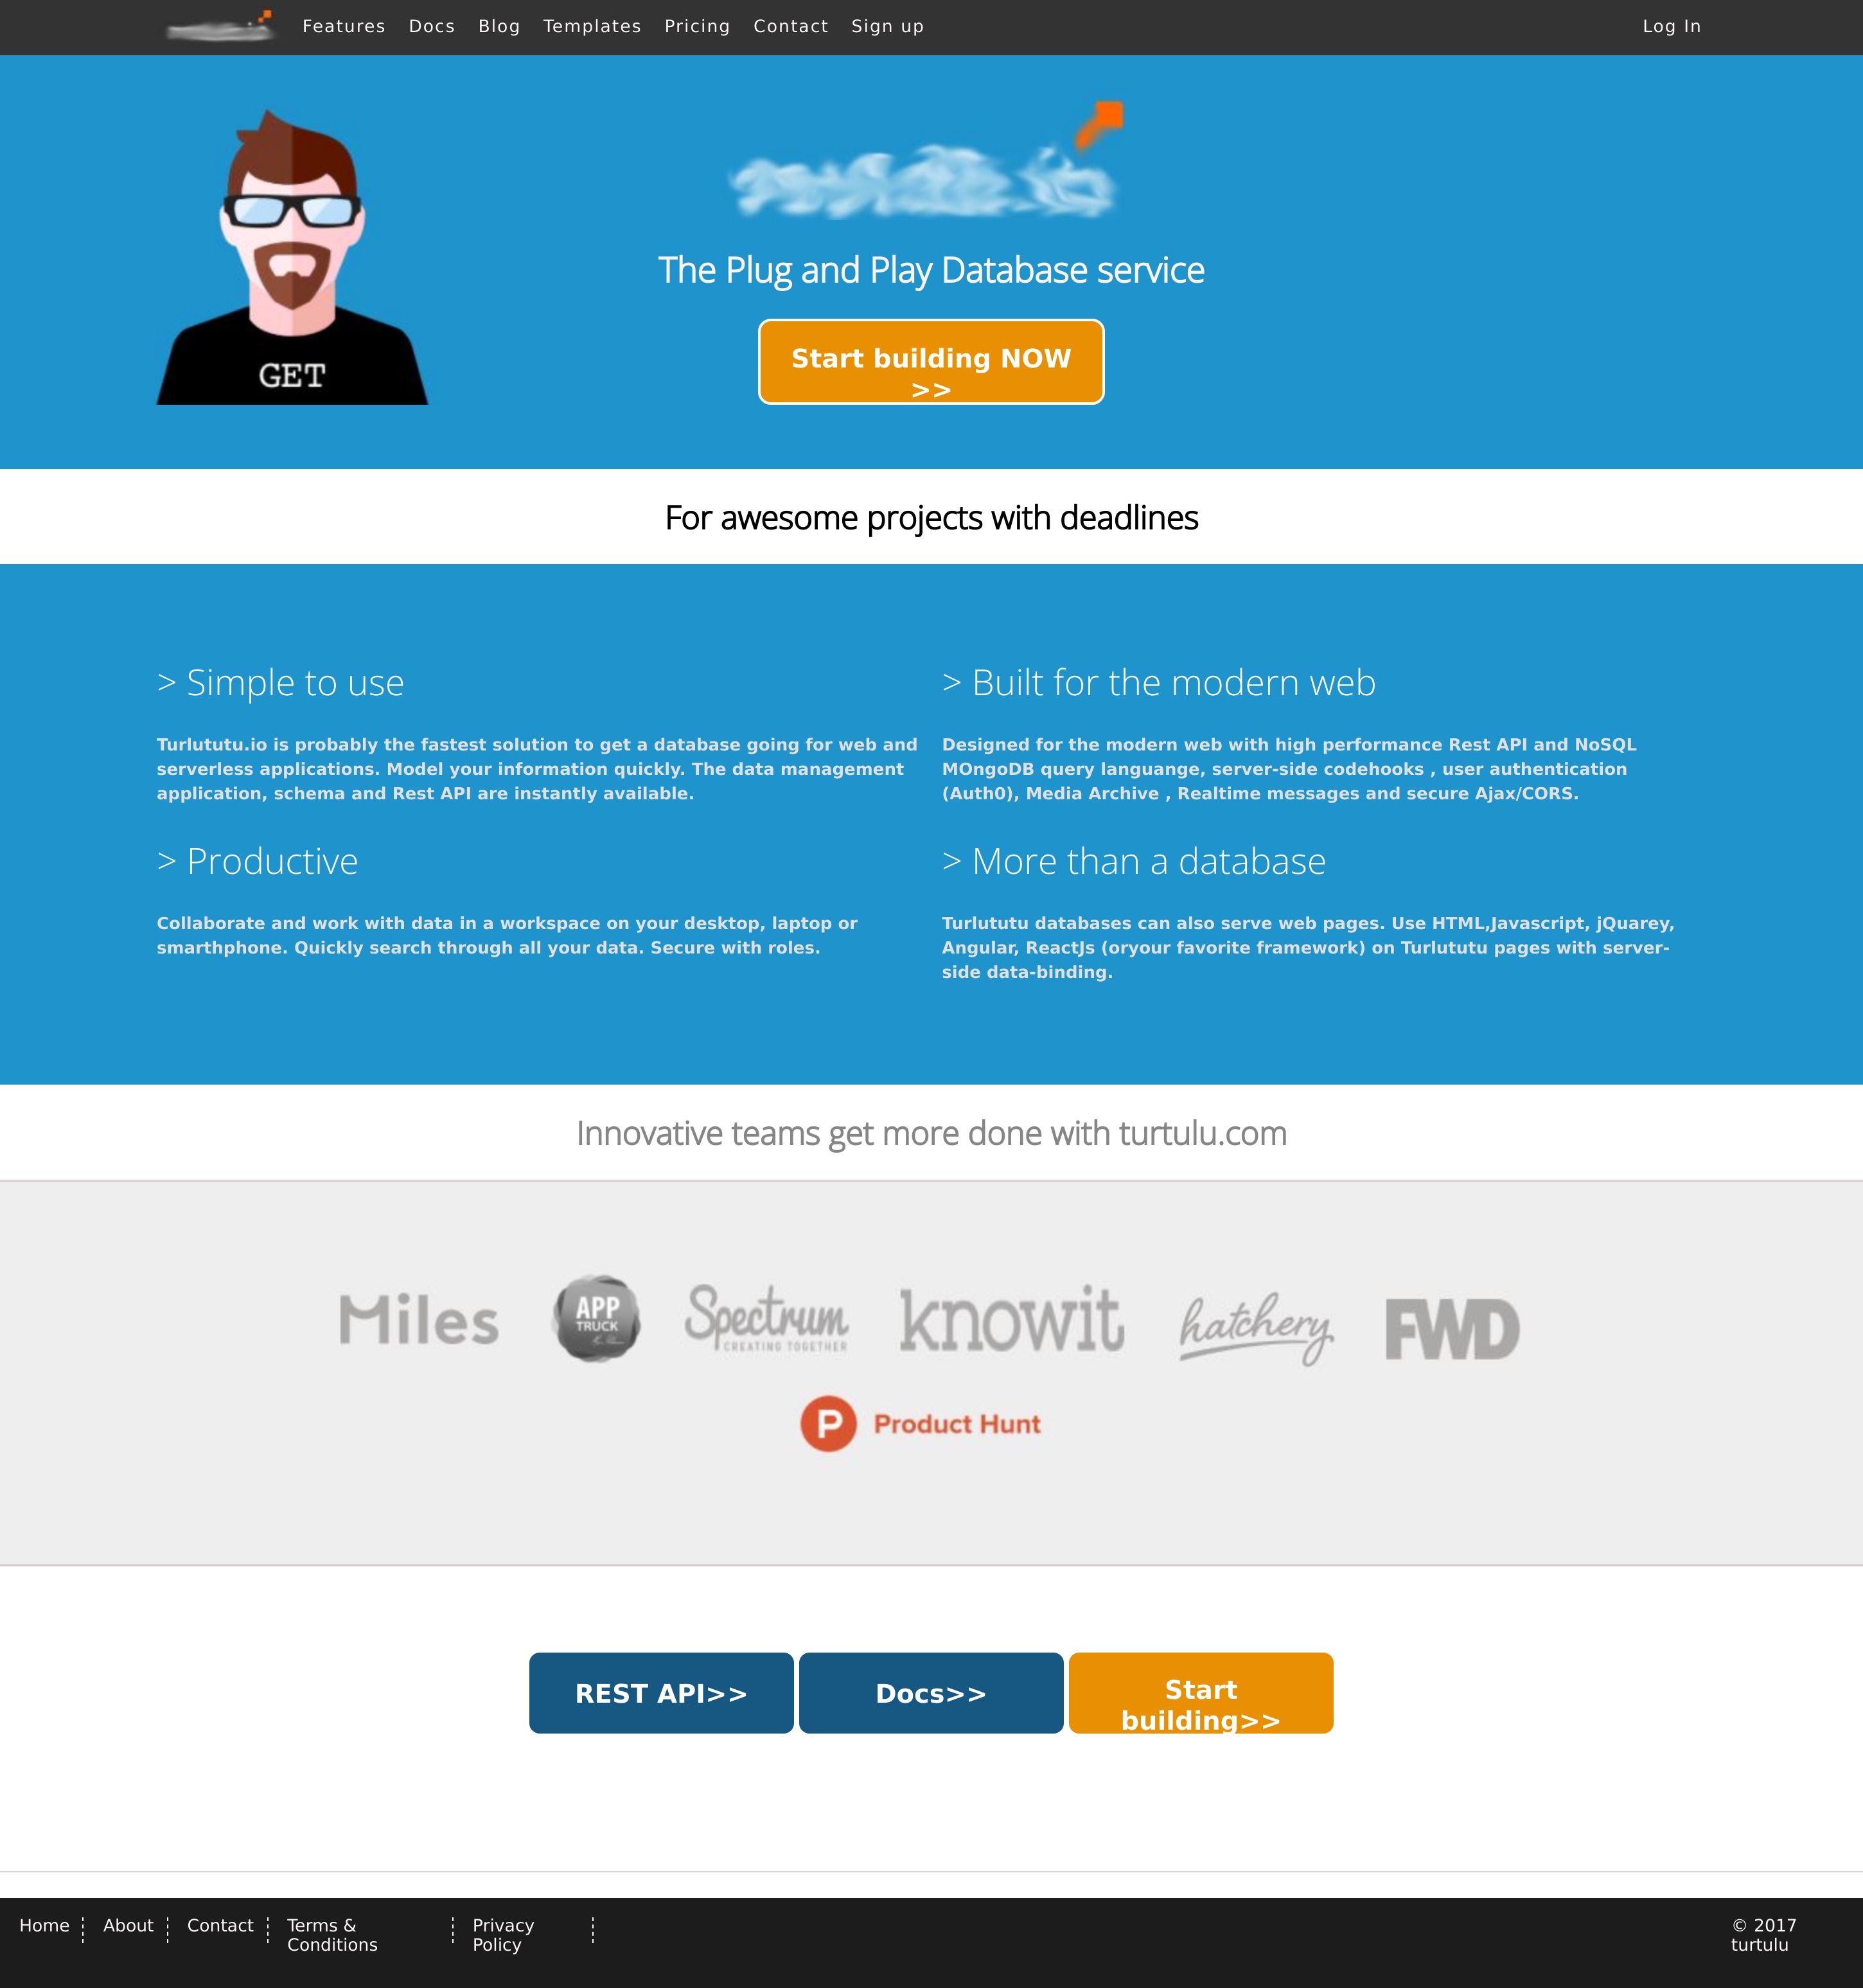 Features Docs Blog Templates Pricing Contact Sign up Log In
The Plug and Play Database service
Start building NOW
>>
GET
For awesome projects with deadlines
> Simple to use
Turlututu.io is probably the fastest solution to get a database going for web and
serverless applications. Model your information quickly. The data management
application, schema and Rest API are instantly available.
> Built for the modern web
Designed for the modern web with high performance Rest API and NoSQL
MOngoDB query languange, server-side codehooks , user authentication
(Auth0), Media Archive , Realtime messages and secure Ajax/CORS.
> Productive
Collaborate and work with data in a workspace on your desktop, laptop or
smarthphone. Quickly search through all your data. Secure with roles.
> More than a database
Turlututu databases can also serve web pages. Use HTML,Javascript, jQuarey,
Angular, ReactJs (oryour favorite framework) on Turlututu pages with server-
side data-binding.
Innovative teams get more done with turtulu.com
Miles
APP
TRUCK
Spectrum
CREATING TOGETHER
knowit
hatchery
FWD
P Product Hunt
REST API>>
Docs>>
Start
building>>
Home
About
Contact
Terms &
Conditions
Privacy
Policy
© 2017
turtulu